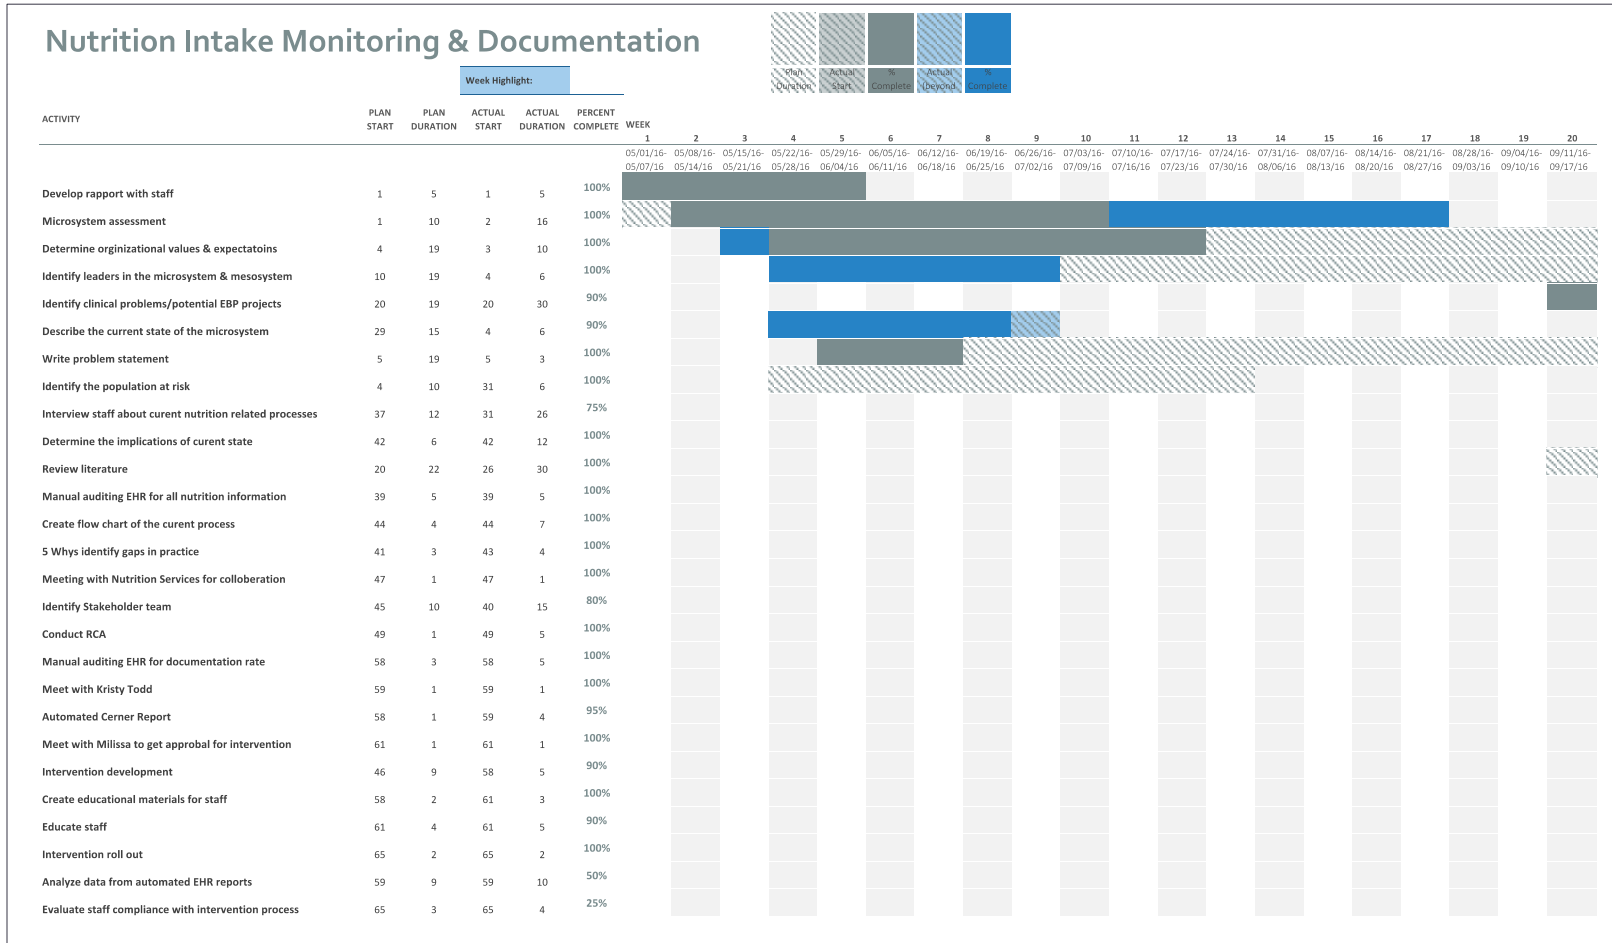 Nutrition Intake Monitoring & Documentation
Plan Duration
Actual Start
% Complete
Actual (beyond
% Complete
Week Highlight:
ACTIVITY PLAN START PLAN DURATION ACTUAL START ACTUAL DURATION PERCENT COMPLETE WEEK
1 2 3 4 5 6 7 8 9 10 11 12 13 14 15 16 17 18 19 20
05/01/16- 05/08/16- 05/15/16- 05/22/16- 05/29/16- 06/05/16- 06/12/16- 06/19/16- 06/26/16- 07/03/16- 07/10/16- 07/17/16- 07/24/16- 07/31/16- 08/07/16- 08/14/16- 08/21/16- 08/28/16- 09/04/16- 09/11/16-
05/07/16 05/14/16 05/21/16 05/28/16 06/04/16 06/11/16 06/18/16 06/25/16 07/02/16 07/09/16 07/16/16 07/23/16 07/30/16 08/06/16 08/13/16 08/20/16 08/27/16 09/03/16 09/10/16 09/17/16
Develop rapport with staff 1 5 1 5 100%
Microsystem assessment 1 10 2 16 100%
Determine orginizational values & expectatoins 4 19 3 10 100%
Identify leaders in the microsystem & mesosystem 10 19 4 6 100%
Identify clinical problems/potential EBP projects 20 19 20 30 90%
Describe the current state of the microsystem 29 15 4 6 90%
Write problem statement 5 19 5 3 100%
Identify the population at risk 4 10 31 6 100%
Interview staff about curent nutrition related processes 37 12 31 26 75%
Determine the implications of curent state 42 6 42 12 100%
Review literature 20 22 26 30 100%
Manual auditing EHR for all nutrition information 39 5 39 5 100%
Create flow chart of the curent process 44 4 44 7 100%
5 Whys identify gaps in practice 41 3 43 4 100%
Meeting with Nutrition Services for colloberation 47 1 47 1 100%
Identify Stakeholder team 45 10 40 15 80%
Conduct RCA 49 1 49 5 100%
Manual auditing EHR for documentation rate 58 3 58 5 100%
Meet with Kristy Todd 59 1 59 1 100%
Automated Cerner Report 58 1 59 4 95%
Meet with Milissa to get approbal for intervention 61 1 61 1 100%
Intervention development 46 9 58 5 90%
Create educational materials for staff 58 2 61 3 100%
Educate staff 61 4 61 5 90%
Intervention roll out 65 2 65 2 100%
Analyze data from automated EHR reports 59 9 59 10 50%
Evaluate staff compliance with intervention process 65 3 65 4 25%